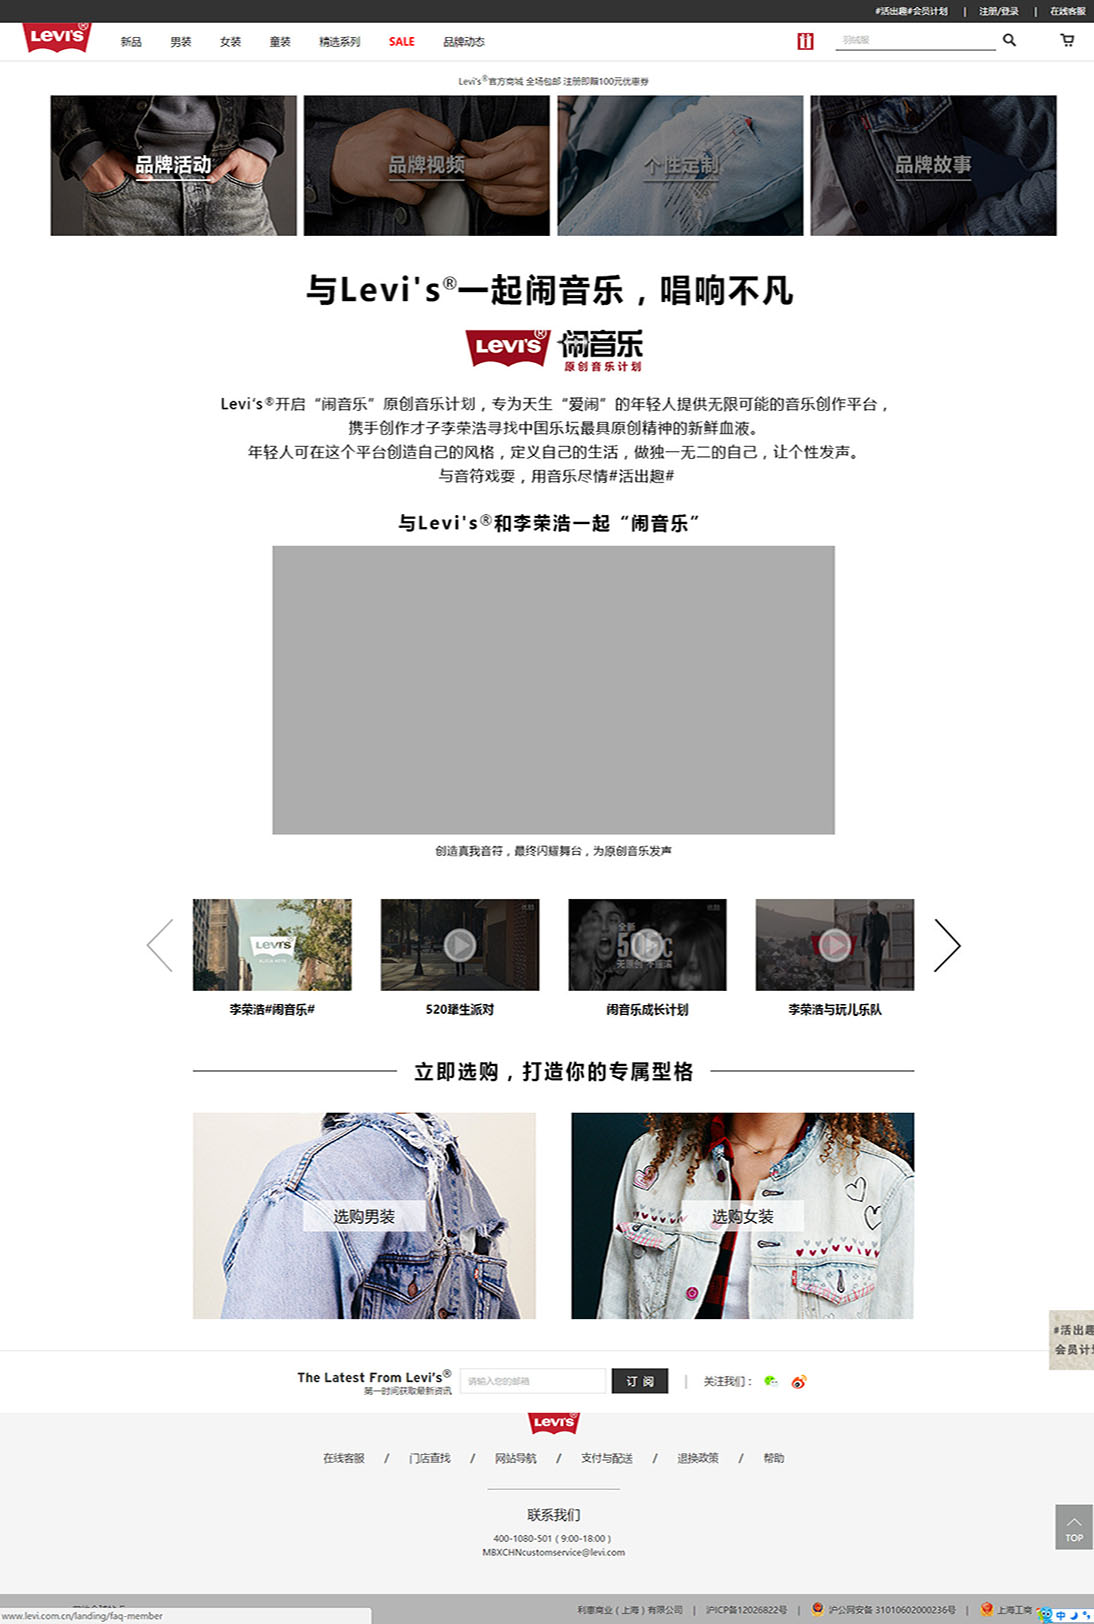 #活出趣#会员计划 | 注册/登录 | 在线客服
Levi's®
新品 男装 女装 童装 精选系列 SALE 品牌动态
羽绒服
Levi's®官方商城 全场包邮 注册即赠100元优惠券
品牌活动 品牌视频 个性定制 品牌故事
与Levi's®一起闹音乐，唱响不凡
LEVI'S® 闹音乐
原创音乐计划
Levi's®开启“闹音乐”原创音乐计划，专为天生“爱闹”的年轻人提供无限可能的音乐创作平台，
携手创作才子李荣浩寻找中国乐坛最具原创精神的新鲜血液。
年轻人可在这个平台创造自己的风格，定义自己的生活，做独一无二的自己，让个性发声。
与音符戏耍，用音乐尽情#活出趣#
与Levi's®和李荣浩一起“闹音乐”
创造真我音符，最终闪耀舞台，为原创音乐发声
LEVI'S
全新
无原创 不摇滚
李荣浩#闹音乐# 520犟生派对 闹音乐成长计划 李荣浩与玩儿乐队
立即选购，打造你的专属型格
选购男装 选购女装
#活出趣
会员计划
The Latest From Levi's®
第一时间获取最新资讯
请输入您的邮箱
订 阅 | 关注我们：
LEVI'S
在线客服 / 门店查找 / 网站导航 / 支付与配送 / 退换政策 / 帮助
联系我们
400-1080-501 ( 9:00-18:00 )
MBXCHNcustomservice@levi.com
TOP
利惠商业（上海）有限公司 | 沪ICP备12026822号 | 沪公网安备 31010602000236号 | 上海工商
www.levi.com.cn/landing/faq-member
中